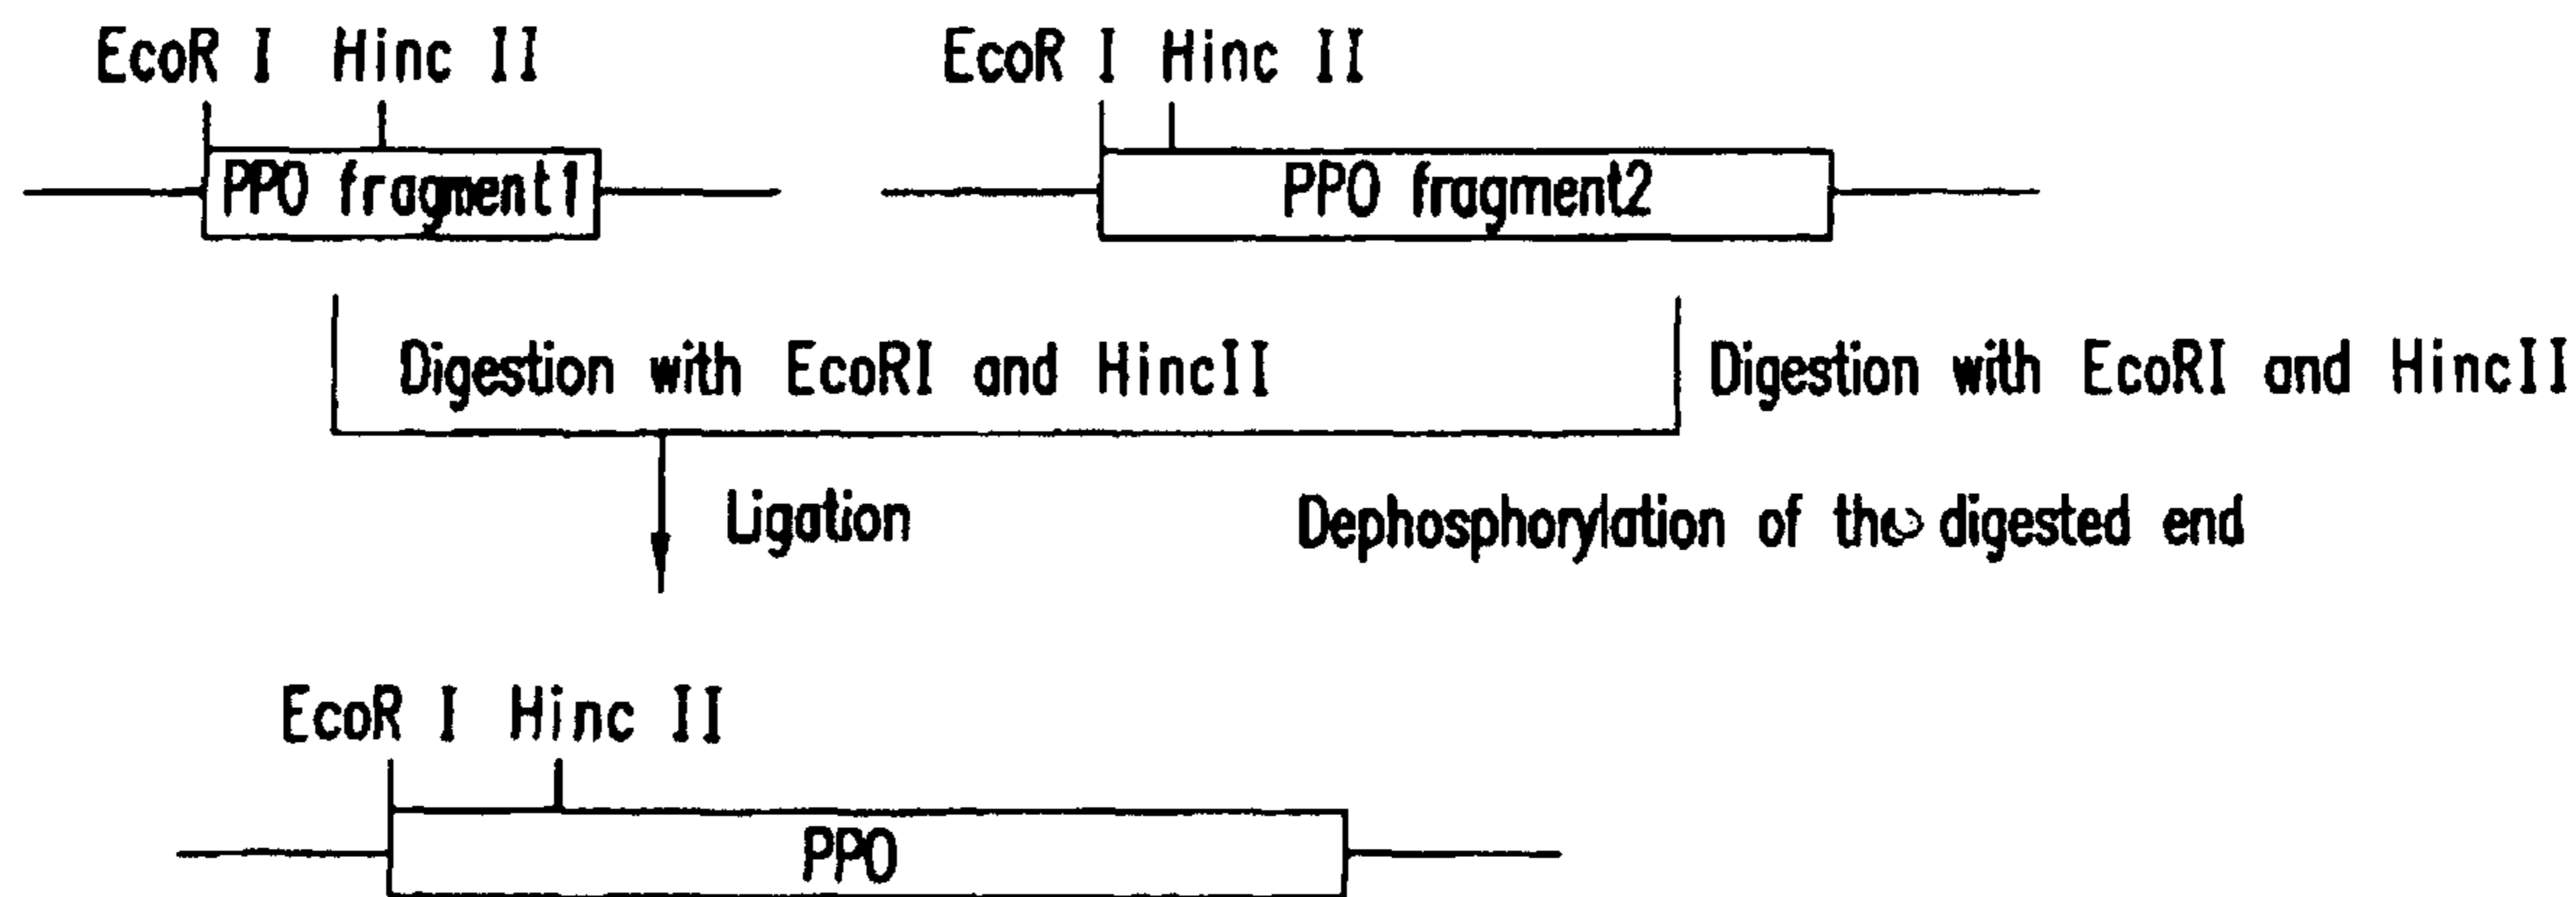 EcoR I Hinc II EcoR I Hinc II
PPO fragment1 PPO fragment2
Digestion with EcoRI and HincII Digestion with EcoRI and HincII
Ligation Dephosphorylation of the digested end
EcoR I Hinc II
PPO